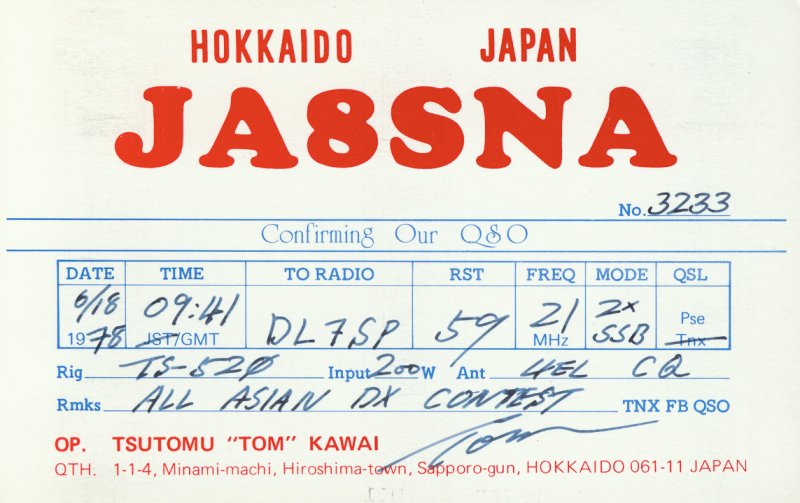 HOKKAIDO JAPAN
JA8SNA
No. 3233
Confirming Our QSO
DATE TIME TO RADIO RST FREQ MODE QSL
6/18 09:41 DL7SP 59 21 2x Pse
1978 JST/GMT MHz SSB Tnx
Rig TS-520 Input 200W Ant 4EL CQ
Rmks ALL ASIAN DX CONTEST TNX FB QSO
OP. TSUTOMU "TOM" KAWAI Tom
QTH. 1-1-4, Minami-machi, Hiroshima-town, Sapporo-gun, HOKKAIDO 061-11 JAPAN